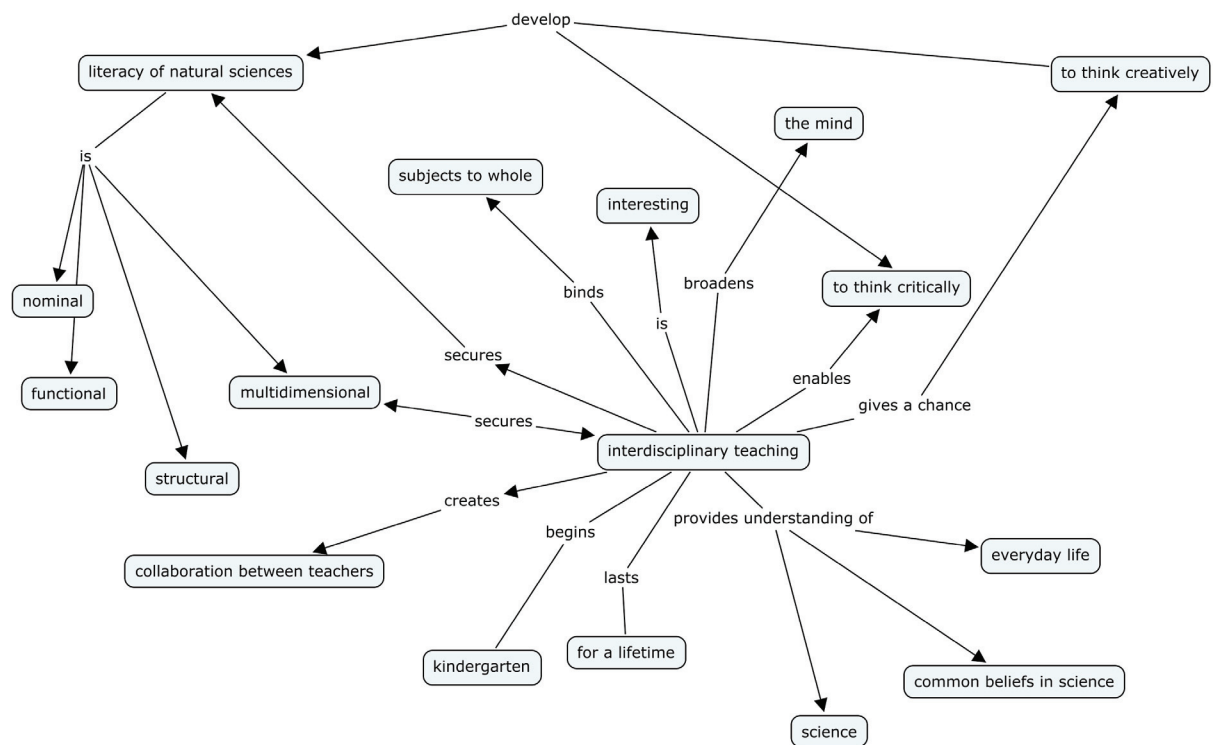 develop
literacy of natural sciences
to think creatively
the mind
is
subjects to whole
interesting
broadens
to think critically
binds
nominal
is
secures
enables
functional
multidimensional
gives a chance
secures
interdisciplinary teaching
structural
creates
provides understanding of
begins
everyday life
collaboration between teachers
lasts
for a lifetime
kindergarten
common beliefs in science
science